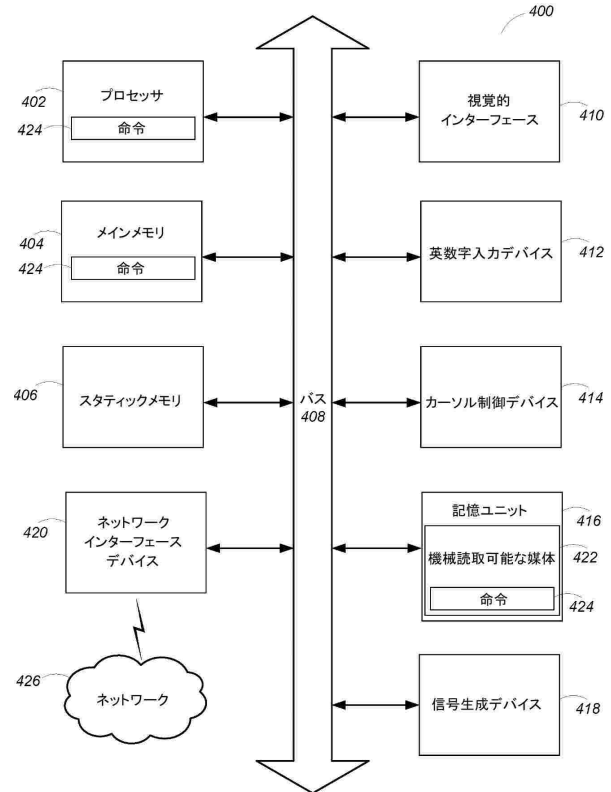 400
402
プロセッサ
424
命令
視覚的
インターフェース
410
404
メインメモリ
424
命令
英数字入力デバイス
412
406
スタティックメモリ
バス
408
カーソル制御デバイス
414
420
ネットワーク
インターフェース
デバイス
記憶ユニット
416
機械読取可能な媒体
422
命令
424
426
ネットワーク
信号生成デバイス
418